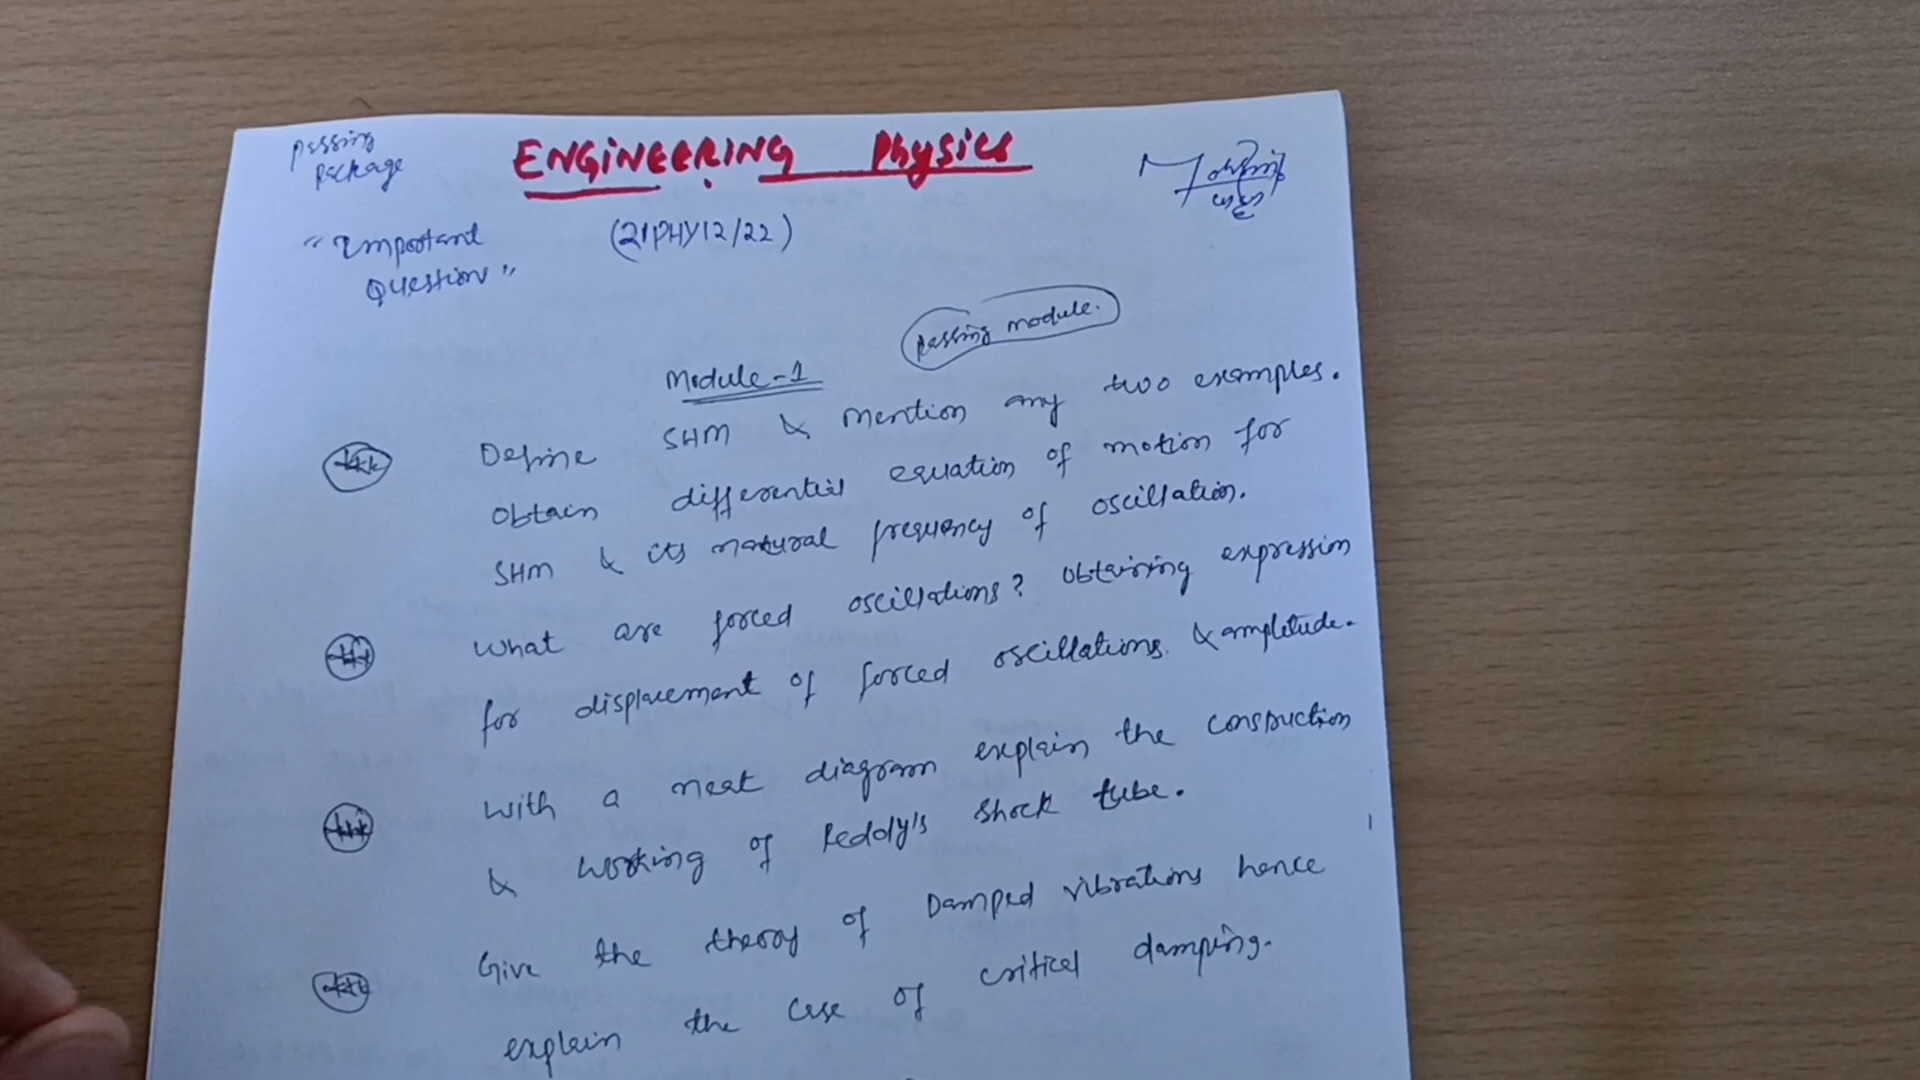 Passing
Package
ENGINEERING Physics
"Important
Question"
(21PHY12/22)
passing module.
Module-1
Define SHM & mention any two examples.
obtain differential equation of motion for
SHM & its natural frequency of oscillation.
What are forced oscillations? obtaining expression
for displacement of forced oscillations. & amplitude.
With a neat diagram explain the consruction
& working of Reddy's shock tube.
Give the theory of Damped vibrations hence
explain the case of critical damping.